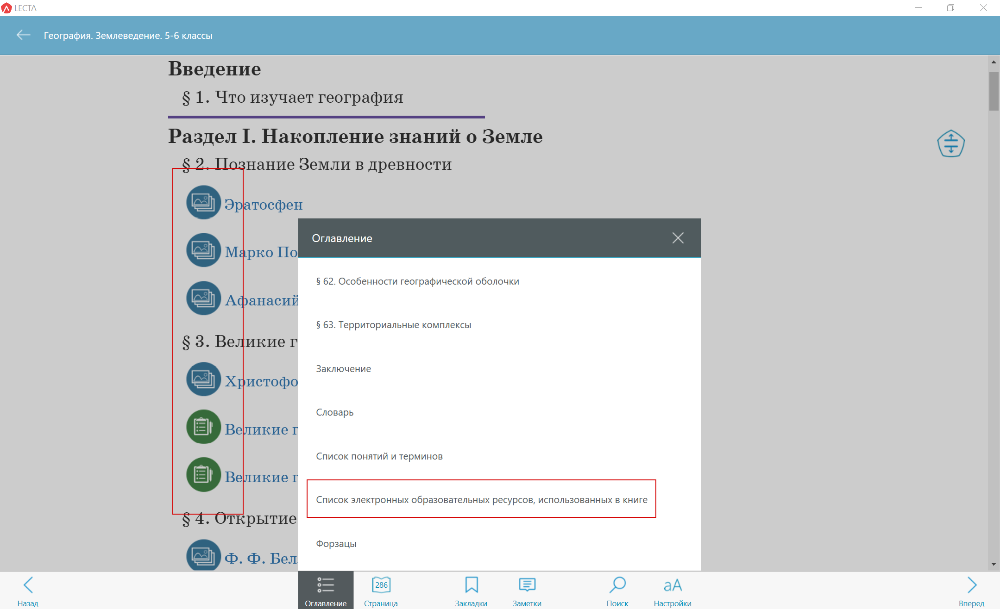 LECTA
География. Землеведение. 5-6 классы
Введение
§ 1. Что изучает география
Раздел I. Накопление знаний о Земле
§ 2. Познание Земли в древности
Эратосфен
Марко По
Афанасий
§ 3. Великие г
Христофо
Великие г
Великие г
§ 4. Открытие
Ф. Ф. Бел
Оглавление
§ 62. Особенности географической оболочки
§ 63. Территориальные комплексы
Заключение
Словарь
Список понятий и терминов
Список электронных образовательных ресурсов, использованных в книге
Форзацы
Назад
Оглавление
286
Страница
Закладки
Заметки
Поиск
аА
Настройки
Вперед